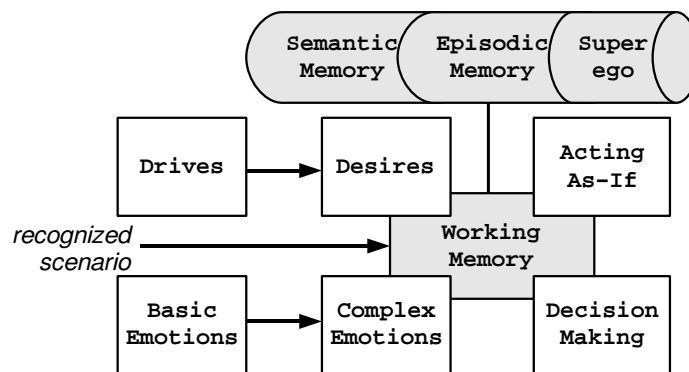 Semantic Memory
Episodic Memory
Super ego
Drives
Desires
Acting As-If
recognized scenario
Working Memory
Basic Emotions
Complex Emotions
Decision Making